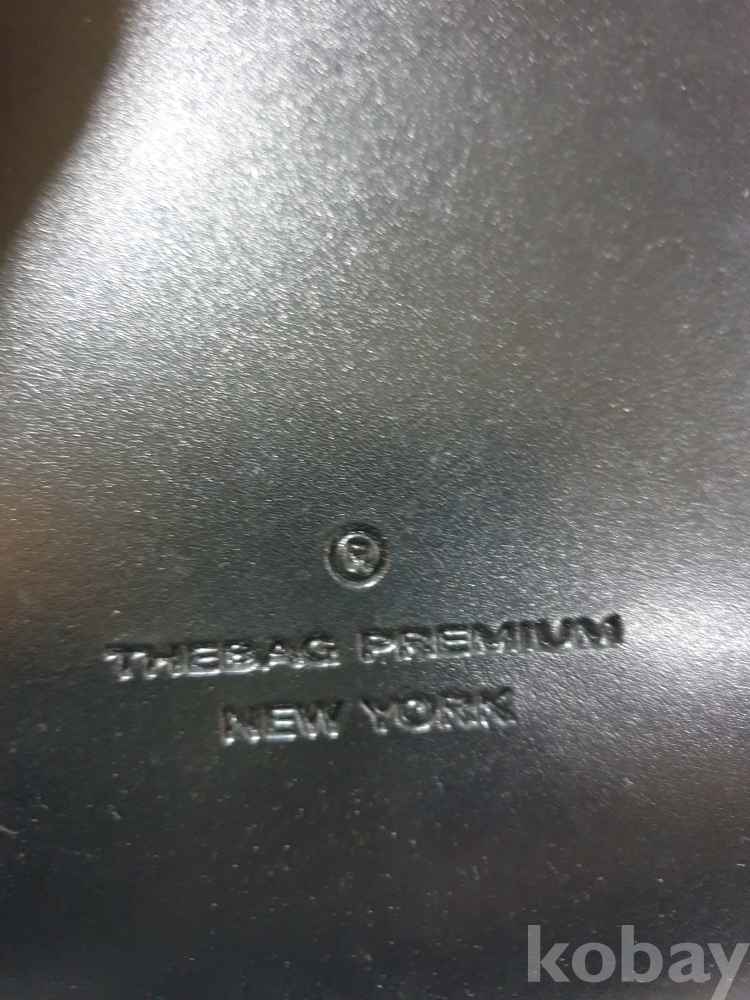 ®
THEBAG PREMIUM
NEW YORK
kobay